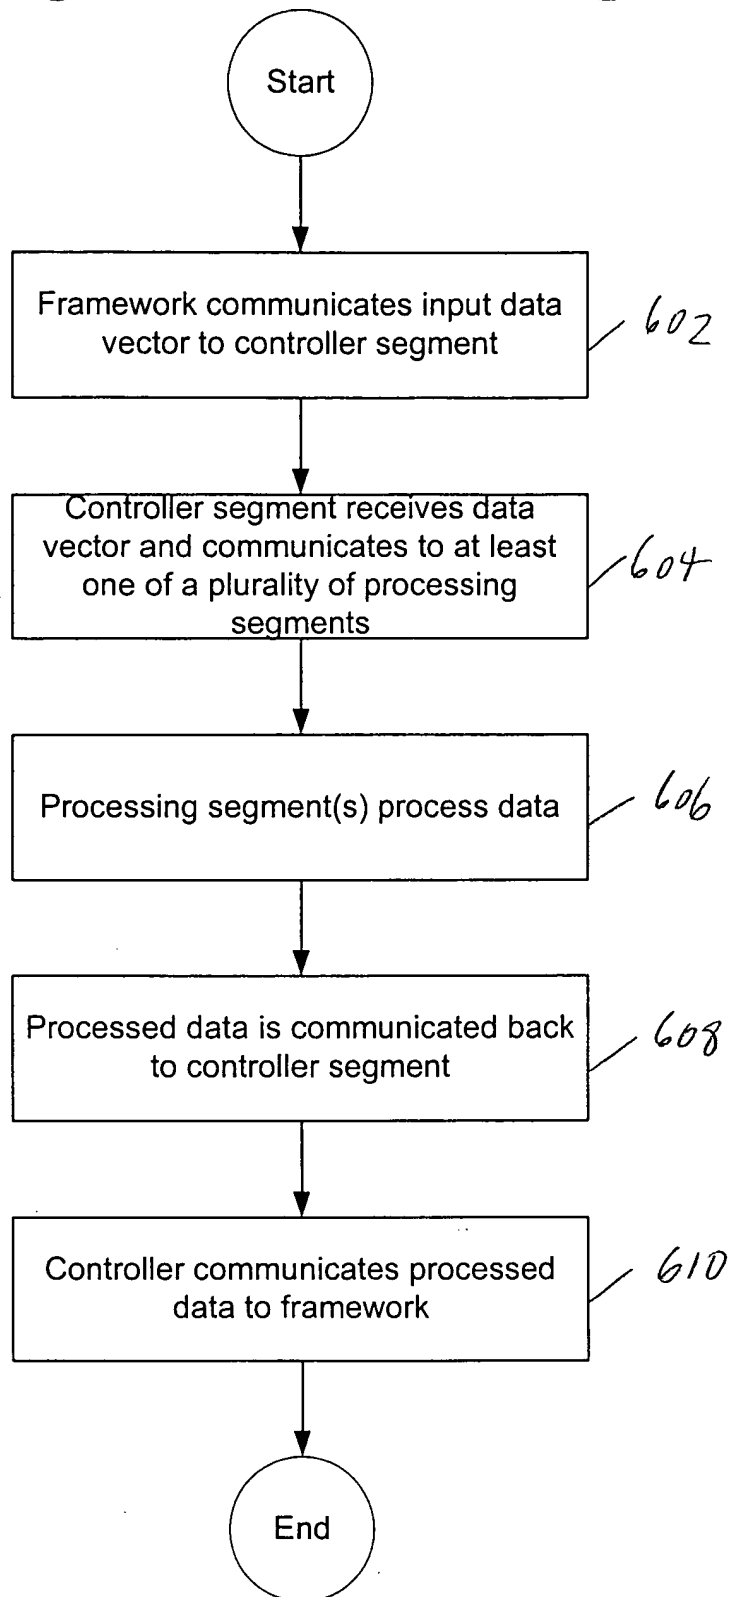 Start
Framework communicates input data
vector to controller segment
602
Controller segment receives data
vector and communicates to at least
one of a plurality of processing
segments
604
Processing segment(s) process data
606
Processed data is communicated back
to controller segment
608
Controller communicates processed
data to framework
610
End